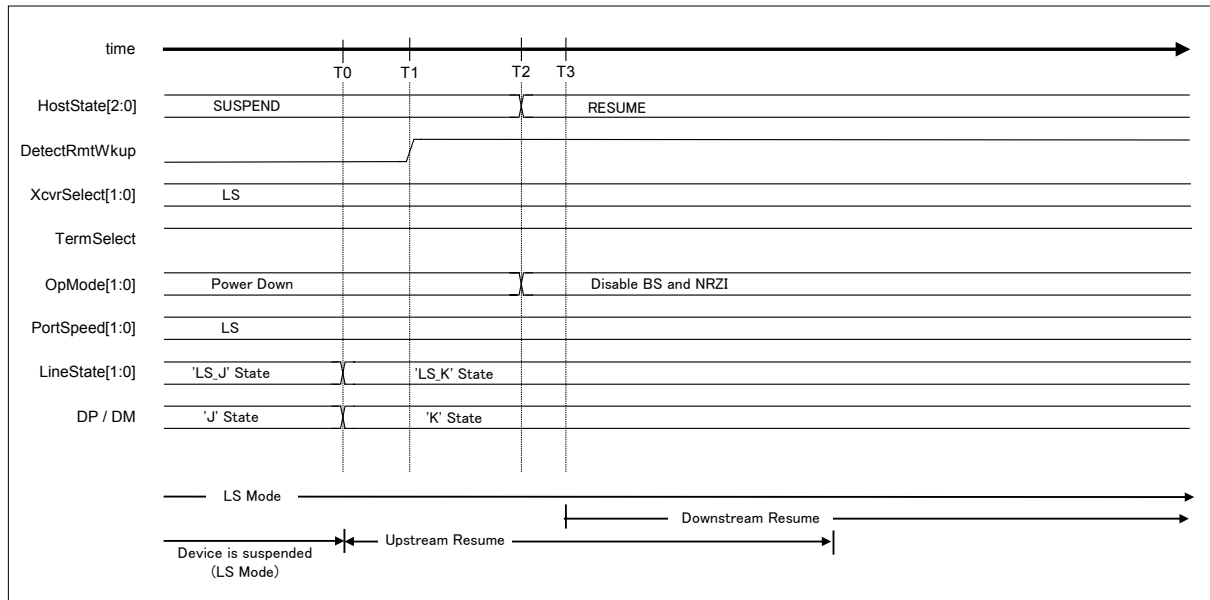 time
T0 T1 T2 T3
HostState[2:0] SUSPEND RESUME
DetectRmtWkup
XcvrSelect[1:0] LS
TermSelect
OpMode[1:0] Power Down Disable BS and NRZI
PortSpeed[1:0] LS
LineState[1:0] 'LS_J' State 'LS_K' State
DP / DM 'J' State 'K' State
LS Mode
Downstream Resume
Device is suspended Upstream Resume
(LS Mode)